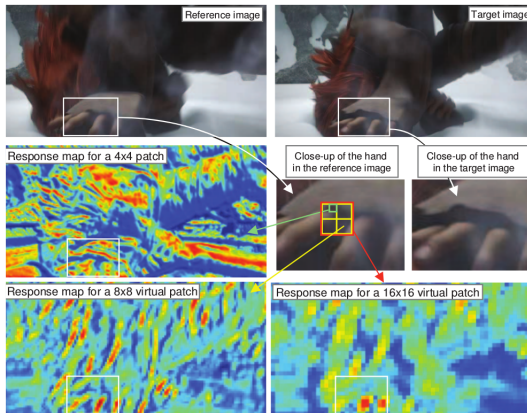 Reference image
Target image
Response map for a 4x4 patch
Close-up of the hand
in the reference image
Close-up of the hand
in the target image
Response map for a 8x8 virtual patch
Response map for a 16x16 virtual patch